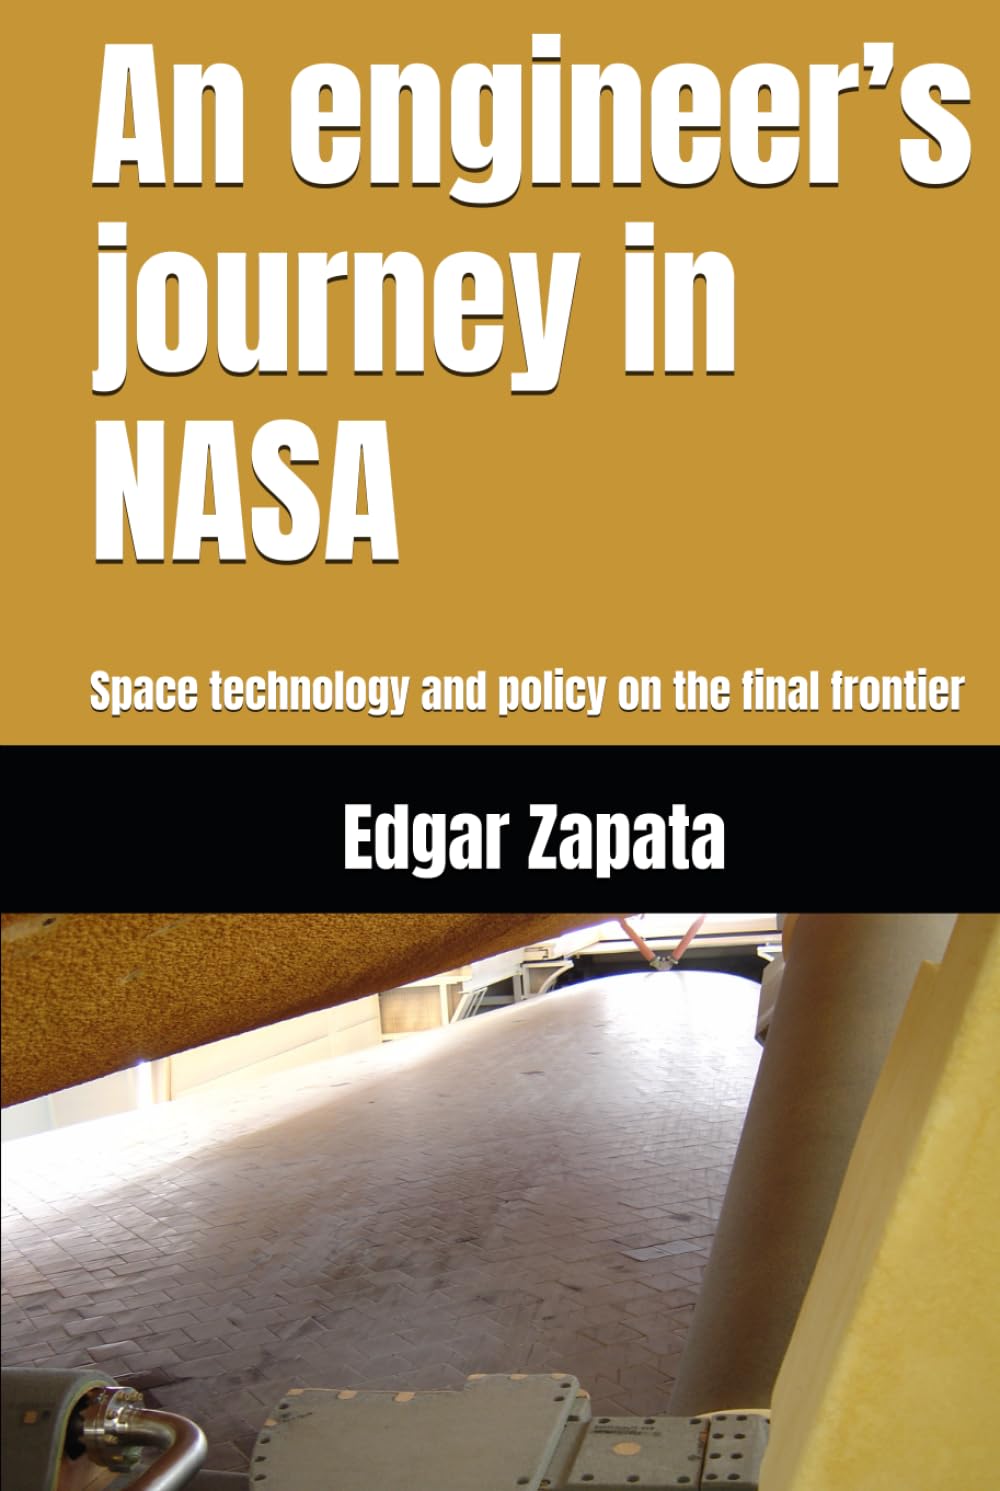 An engineer’s
journey in
NASA
Space technology and policy on the final frontier
Edgar Zapata